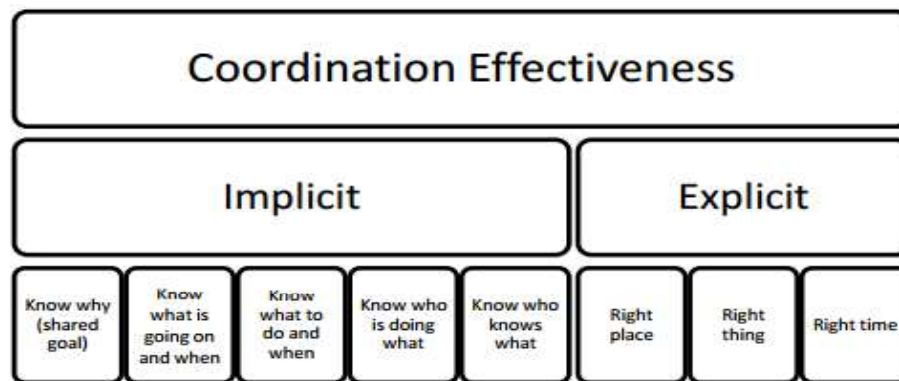 Coordination Effectiveness
Implicit
Explicit
Know why
(shared
goal)
Know
what is
going on
and when
Know
what to
do and
when
Know who
is doing
what
Know who
knows
what
Right
place
Right
thing
Right time